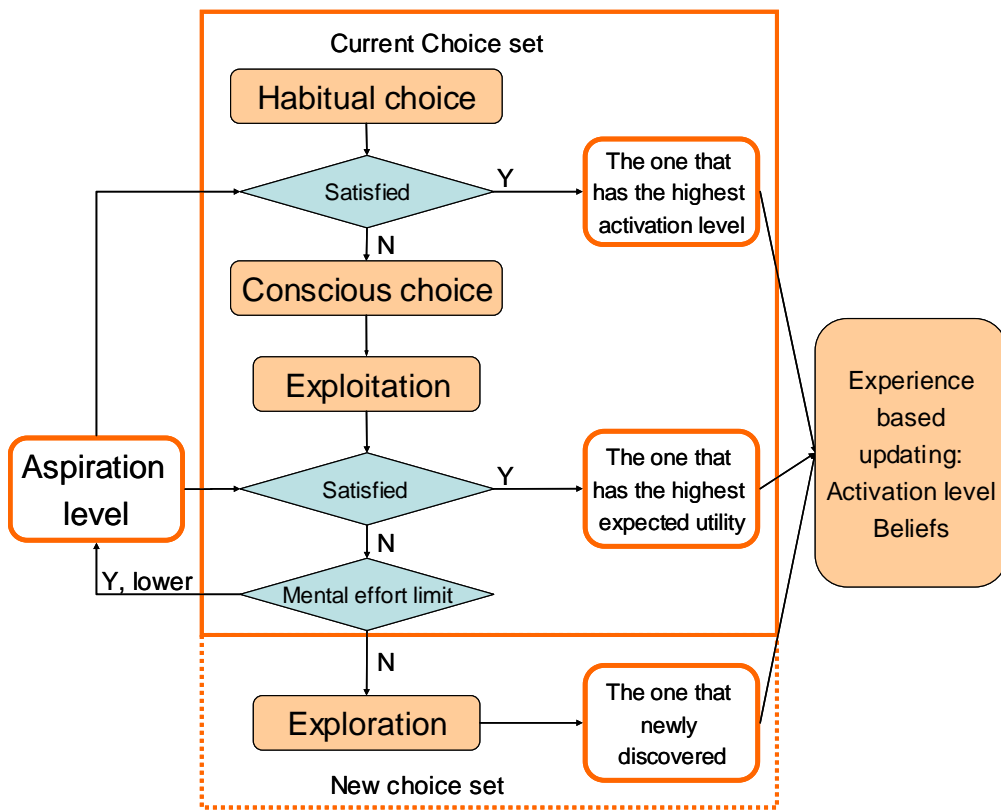 Current Choice set
Habitual choice
Satisfied
Y
The one that
has the highest
activation level
N
Conscious choice
Exploitation
Aspiration
level
Satisfied
Y
The one that
has the highest
expected utility
Experience
based
updating:
Activation level
Beliefs
N
Y, lower
Mental effort limit
N
Exploration
The one that
newly
discovered
New choice set